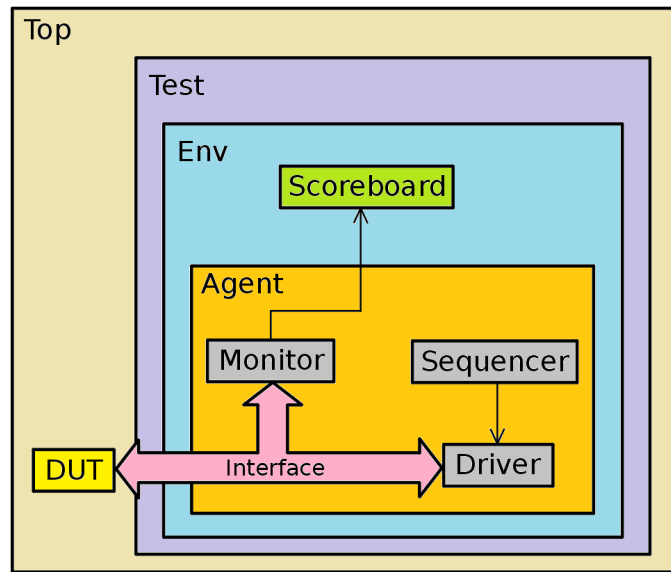 Top
Test
Env
Scoreboard
Agent
Monitor
Sequencer
DUT
Interface
Driver